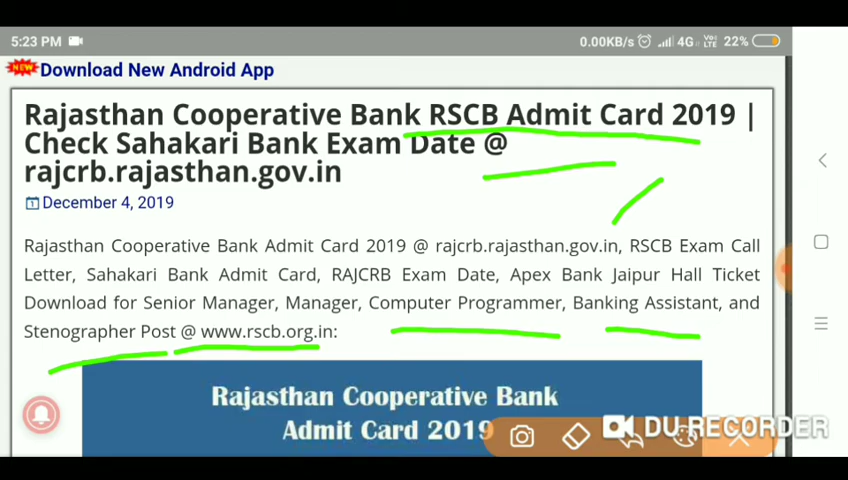 5:23 PM 0.00KB/s 4G Vo) LTE 22%
NEW Download New Android App
Rajasthan Cooperative Bank RSCB Admit Card 2019 |
Check Sahakari Bank Exam Date @
rajcrb.rajasthan.gov.in
December 4, 2019
Rajasthan Cooperative Bank Admit Card 2019 @ rajcrb.rajasthan.gov.in, RSCB Exam Call
Letter, Sahakari Bank Admit Card, RAJCRB Exam Date, Apex Bank Jaipur Hall Ticket
Download for Senior Manager, Manager, Computer Programmer, Banking Assistant, and
Stenographer Post @ www.rscb.org.in:
Rajasthan Cooperative Bank
Admit Card 2019
DU RECORDER